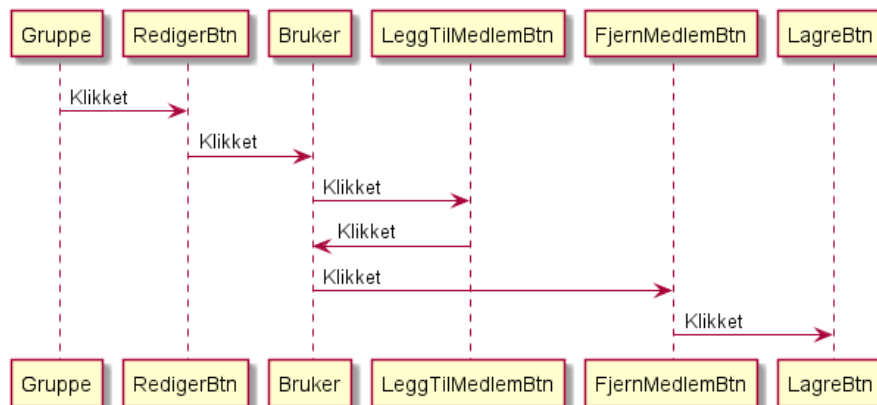 Gruppe RedigerBtn Bruker LeggTilMedlemBtn FjernMedlemBtn LagreBtn
Klikket
Klikket
Klikket
Klikket
Klikket
Klikket
Gruppe RedigerBtn Bruker LeggTilMedlemBtn FjernMedlemBtn LagreBtn